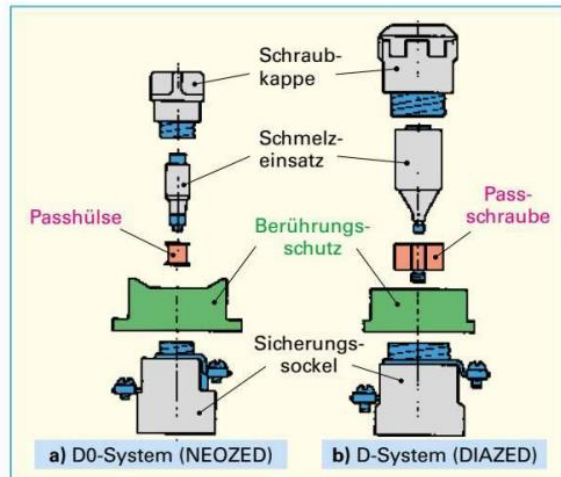 Schraub-
kappe
Schmelz-
einsatz
Passhülse
Pass-
schraube
Berührungs-
schutz
Sicherungs-
sockel
a) D0-System (NEOZED)
b) D-System (DIAZED)